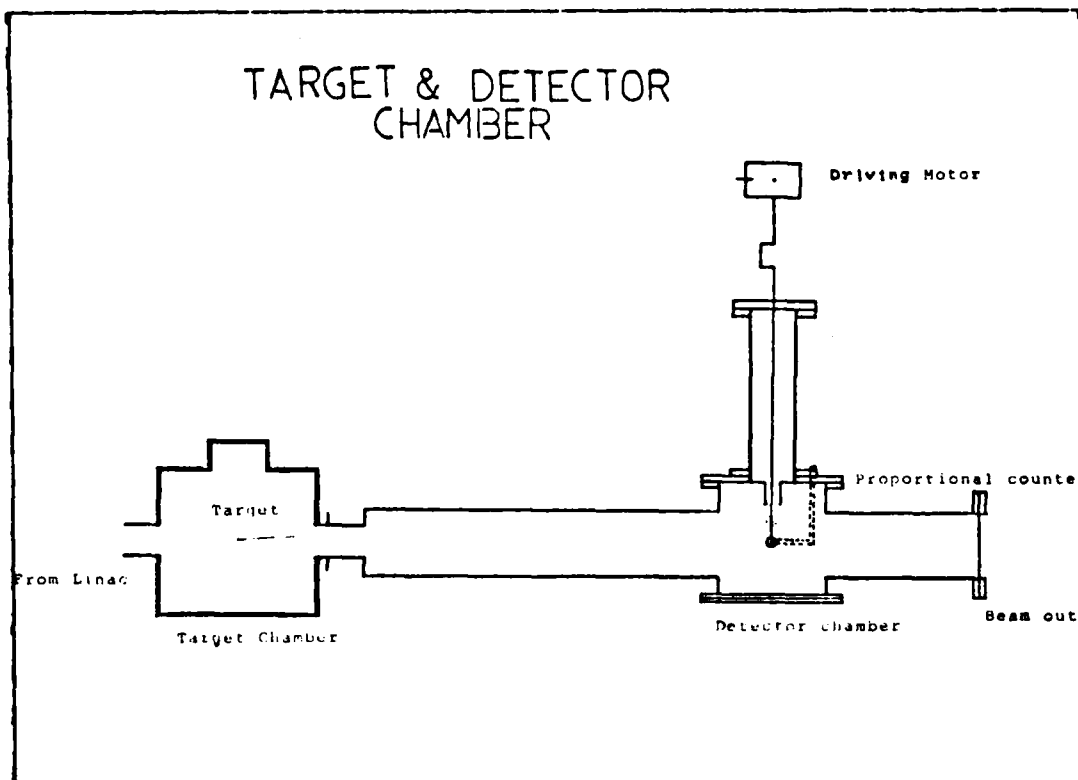 TARGET & DETECTOR
CHAMBER
Driving Motor
Proportional counte
Target
From Linac
Target Chamber
Detector chamber
Beam out